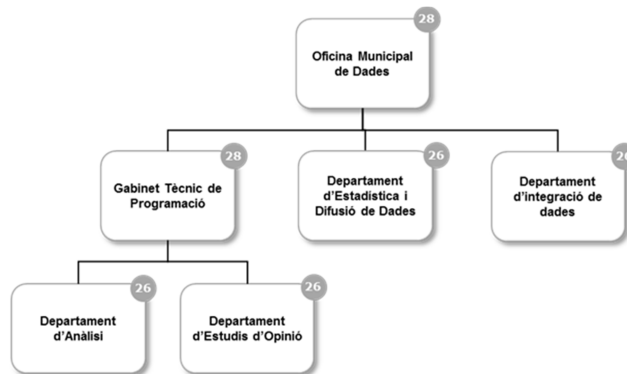 28
Oficina Municipal
de Dades
28
Gabinet Tècnic de
Programació
26
Departament
d'Estadística i
Difusió de Dades
Departament
d'integració de
dades
26
Departament
d'Anàlisi
26
Departament
d'Estudis d'Opinió